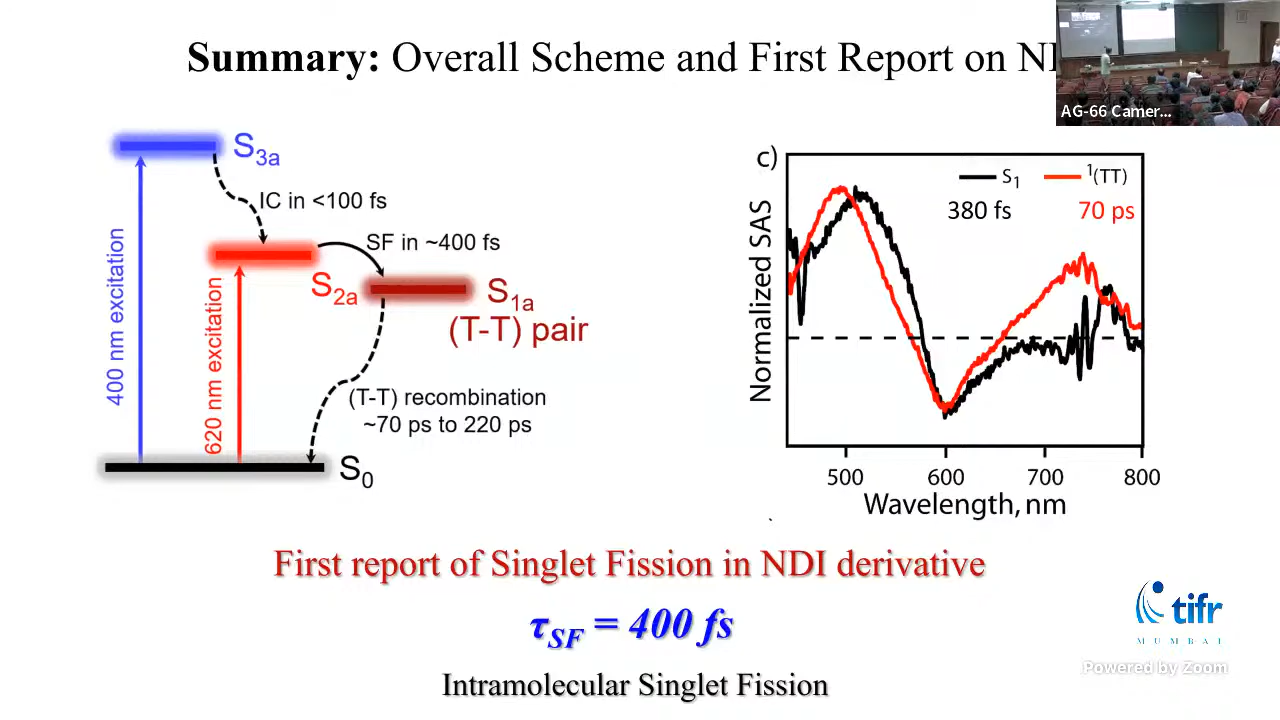 Summary: Overall Scheme and First Report on
AG-66 Camer...
S3a
IC in <100 fs
SF in ~400 fs
S2a
S1a
(T-T) pair
400 nm excitation
620 nm excitation
(T-T) recombination
~70 ps to 220 ps
S0
c)
S1
1(TT)
380 fs
70 ps
Normalized SAS
500
600
700
800
Wavelength, nm
First report of Singlet Fission in NDI derivative
τSF = 400 fs
Intramolecular Singlet Fission
tifr
MUMBAI
Powered by Zoom